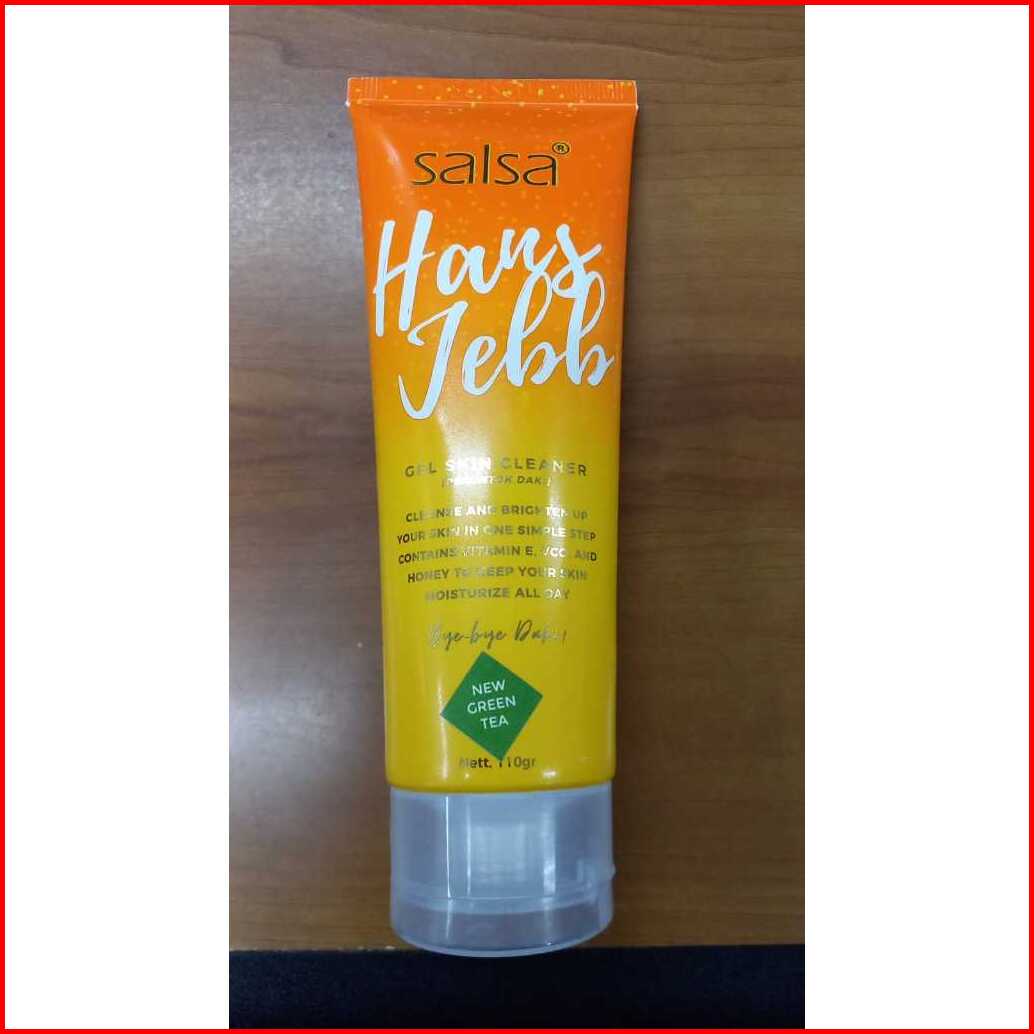 salsa®
Hans
Jebb
GEL SKIN CLEANER
CLEANSE AND BRIGHTEN UP
YOUR SKIN IN ONE SIMPLE STEP
CONTAINS VITAMIN E, VCO, AND
HONEY TO KEEP YOUR SKIN
MOISTURIZE ALL DAY
Bye-bye Daki!
NEW
GREEN
TEA
Nett. 110gr